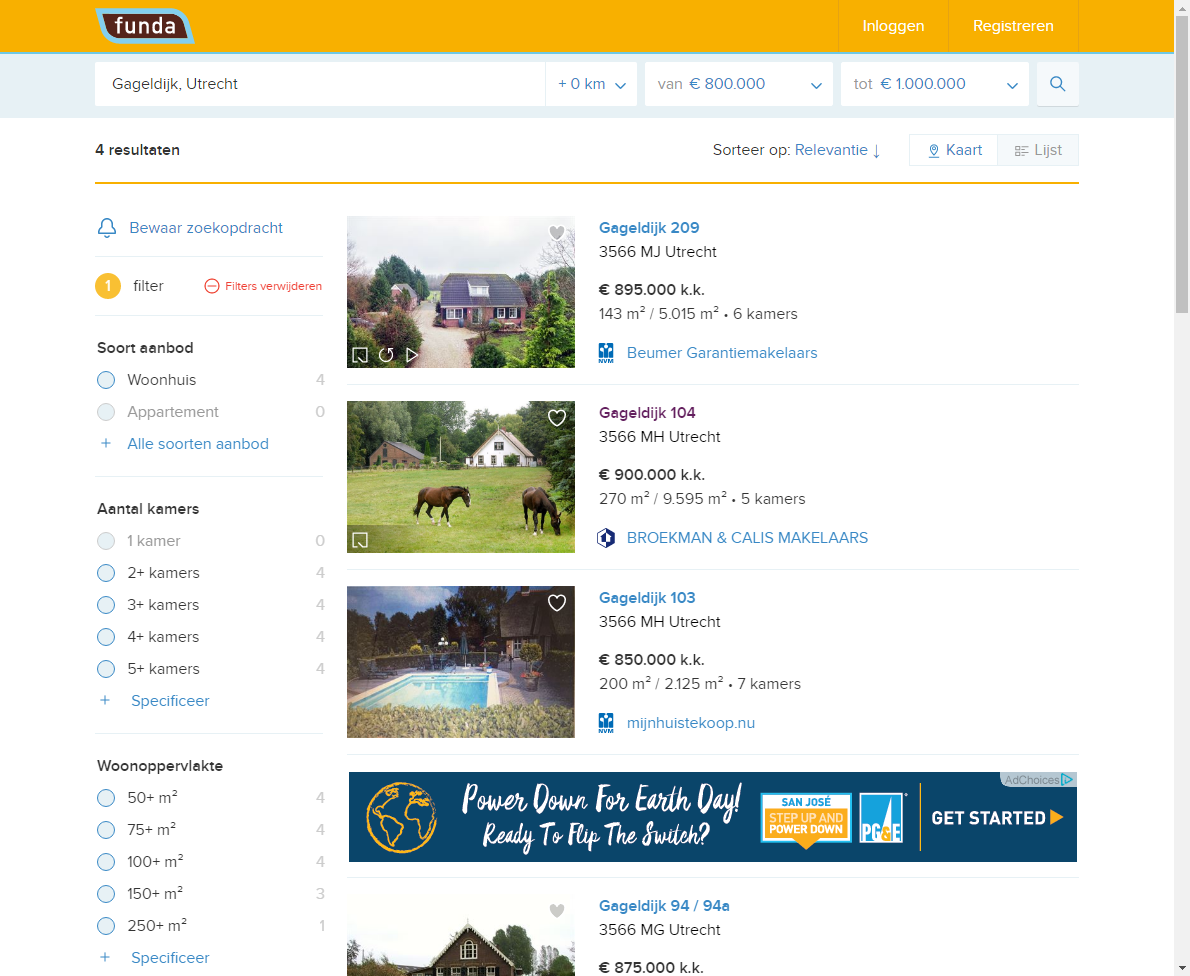 funda
Inloggen
Registreren
Gageldijk, Utrecht
+ 0 km
van € 800.000
tot € 1.000.000
4 resultaten
Sorteer op: Relevantie ↓
Kaart
Lijst
Bewaar zoekopdracht
1 filter
Filters verwijderen
Soort aanbod
Woonhuis 4
Appartement 0
+ Alle soorten aanbod
Aantal kamers
1 kamer 0
2+ kamers 4
3+ kamers 4
4+ kamers 4
5+ kamers 4
+ Specificeer
Woonoppervlakte
50+ m² 4
75+ m² 4
100+ m² 4
150+ m² 3
250+ m² 1
+ Specificeer
Gageldijk 209
3566 MJ Utrecht
€ 895.000 k.k.
143 m² / 5.015 m² • 6 kamers
NVM
Beumer Garantiemakelaars
Gageldijk 104
3566 MH Utrecht
€ 900.000 k.k.
270 m² / 9.595 m² • 5 kamers
BROEKMAN & CALIS MAKELAARS
Gageldijk 103
3566 MH Utrecht
€ 850.000 k.k.
200 m² / 2.125 m² • 7 kamers
NVM
mijnhuistekoop.nu
AdChoices
Power Down For Earth Day!
Ready To Flip The Switch?
SAN JOSÉ
STEP UP AND
POWER DOWN
PG&E
GET STARTED
Gageldijk 94 / 94a
3566 MG Utrecht
€ 875.000 k.k.